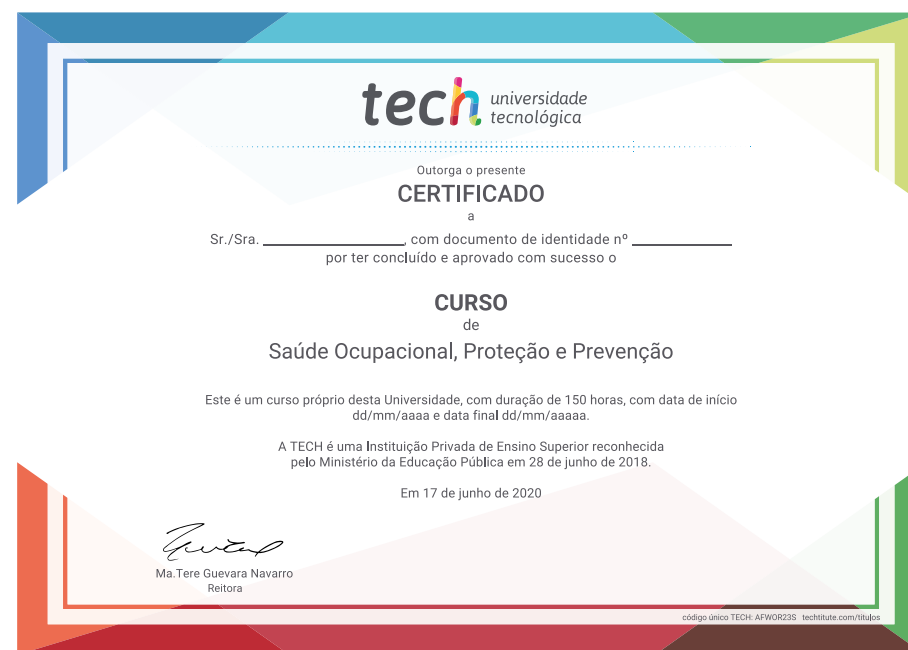 tech universidade
tecnológica
Outorga o presente
CERTIFICADO
a
Sr./Sra. ____________________, com documento de identidade nº ______________
por ter concluído e aprovado com sucesso o
CURSO
de
Saúde Ocupacional, Proteção e Prevenção
Este é um curso próprio desta Universidade, com duração de 150 horas, com data de início
dd/mm/aaaa e data final dd/mm/aaaaa.
A TECH é uma Instituição Privada de Ensino Superior reconhecida
pelo Ministério da Educação Pública em 28 de junho de 2018.
Em 17 de junho de 2020
Ma.Tere Guevara Navarro
Reitora
código único TECH: AFWOR23S techtitute.com/titulos